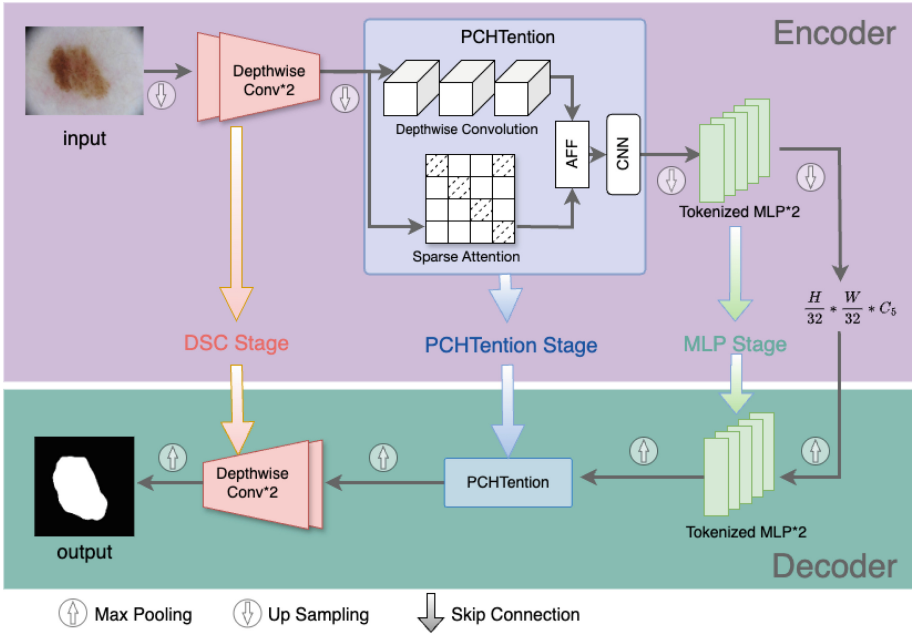 Encoder
PCHTention
Depthwise
Conv*2
input
Depthwise Convolution
AFF
CNN
Sparse Attention
Tokenized MLP*2
H/32 * W/32 * C₅
DSC Stage
PCHTention Stage
MLP Stage
Depthwise
Conv*2
PCHTention
Tokenized MLP*2
output
Decoder
Max Pooling
Up Sampling
Skip Connection